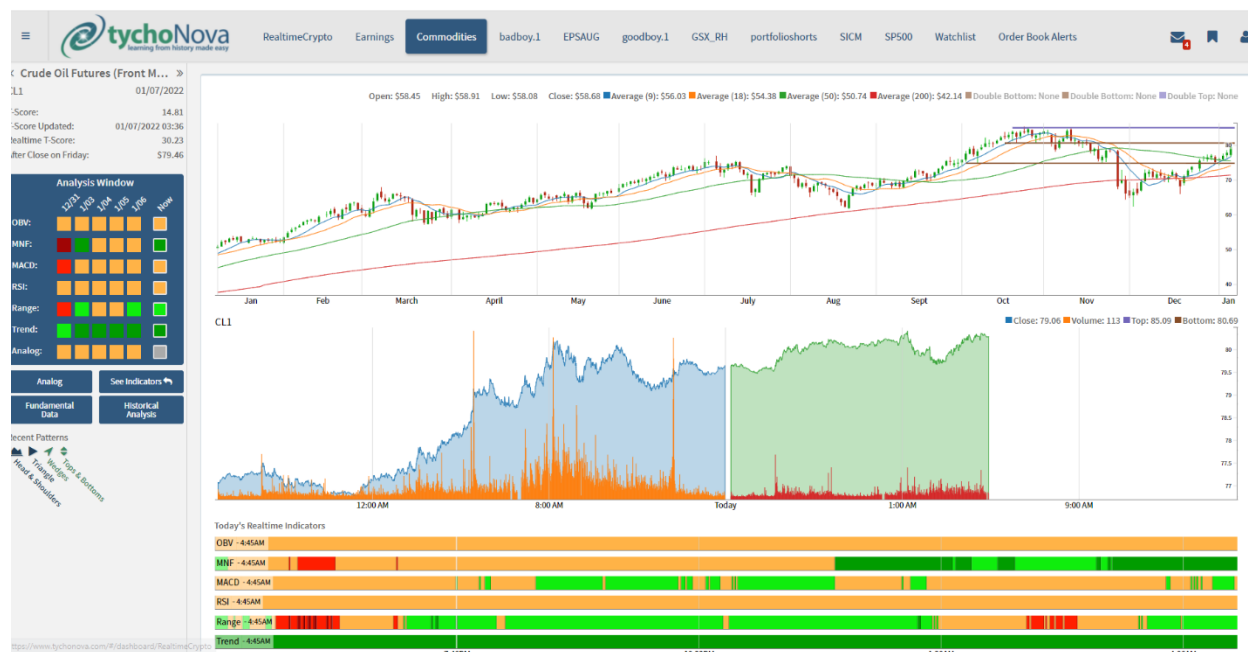 tychoNova
learning from history made easy
RealtimeCrypto Earnings Commodities badboy.1 EPSAUG goodboy.1 GSX_RH portfolioshorts SICM SP500 Watchlist Order Book Alerts
4
Crude Oil Futures (Front M... »
CL1 01/07/2022
T-Score: 14.81
T-Score Updated: 01/07/2022 03:36
Realtime T-Score: 30.23
After Close on Friday: $79.46
Analysis Window
12/31 1/03 1/04 1/05 1/06 Now
OBV:
MNF:
MACD:
RSI:
Range:
Trend:
Analog:
Analog See Indicators
Fundamental Data Historical Analysis
Recent Patterns
Head & Shoulders
Triangle
Wedges
Tops & Bottoms
Open: $58.45 High: $58.91 Low: $58.08 Close: $58.68 Average (9): $56.03 Average (18): $54.38 Average (50): $50.74 Average (200): $42.14 Double Bottom: None Double Bottom: None Double Top: None
80
70
60
50
40
Jan Feb March April May June July Aug Sept Oct Nov Dec Jan
CL1 Close: 79.06 Volume: 113 Top: 85.09 Bottom: 80.69
80
79.5
79
78.5
78
77.5
77
12:00 AM 8:00 AM Today 1:00 AM 9:00 AM
Today's Realtime Indicators
OBV - 4:45AM
MNF - 4:45AM
MACD - 4:45AM
RSI - 4:45AM
Range - 4:45AM
Trend - 4:45AM
https://www.tychonova.com/#/dashboard/RealtimeCrypto